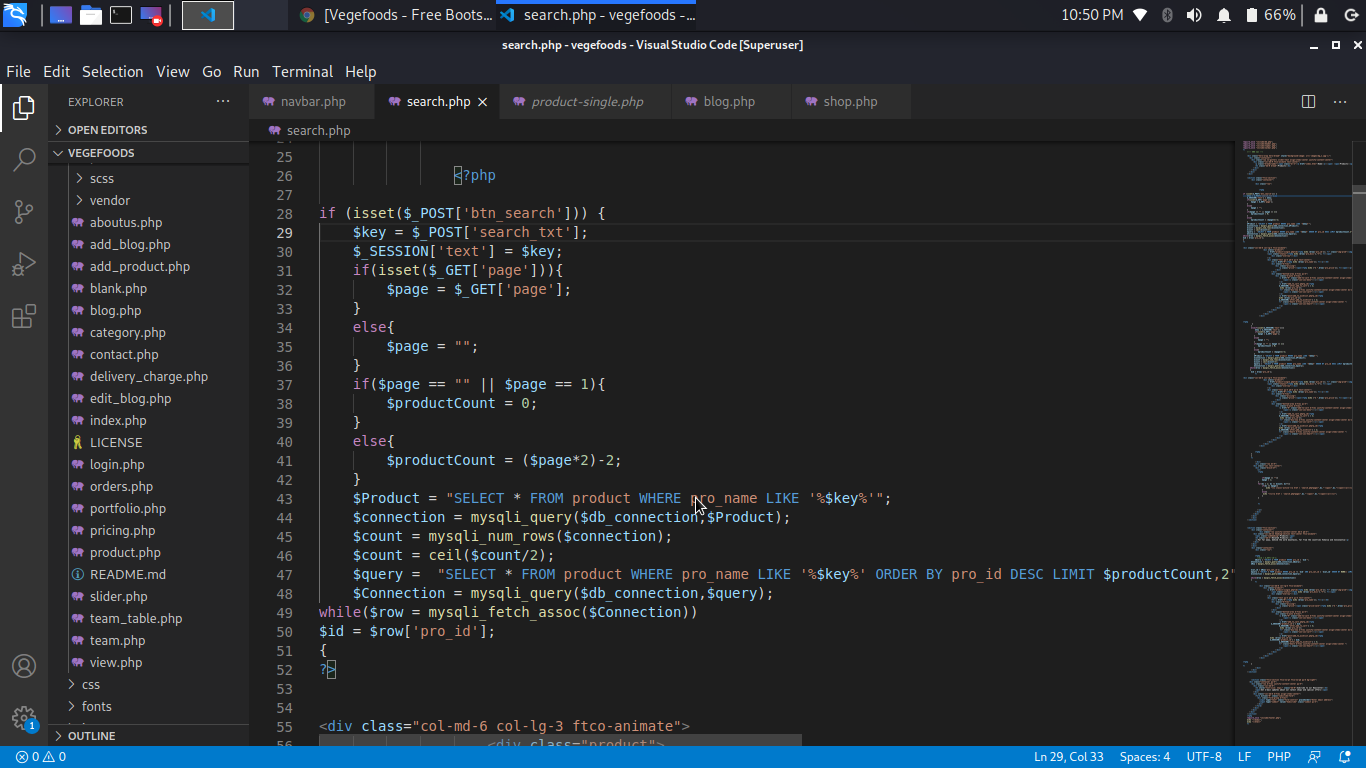 [Vegefoods - Free Boots...
search.php - vegefoods -...
10:50 PM
66%
search.php - vegefoods - Visual Studio Code [Superuser]
File Edit Selection View Go Run Terminal Help
EXPLORER
navbar.php
search.php
product-single.php
blog.php
shop.php
OPEN EDITORS
search.php
VEGEFOODS
scss
vendor
aboutus.php
add_blog.php
add_product.php
blank.php
blog.php
category.php
contact.php
delivery_charge.php
edit_blog.php
index.php
LICENSE
login.php
orders.php
portfolio.php
pricing.php
product.php
README.md
slider.php
team_table.php
team.php
view.php
css
fonts
OUTLINE
1
24
25
26 <?php
27
28 if (isset($_POST['btn_search'])) {
29 $key = $_POST['search_txt'];
30 $_SESSION['text'] = $key;
31 if(isset($_GET['page'])){
32 $page = $_GET['page'];
33 }
34 else{
35 $page = "";
36 }
37 if($page == "" || $page == 1){
38 $productCount = 0;
39 }
40 else{
41 $productCount = ($page*2)-2;
42 }
43 $Product = "SELECT * FROM product WHERE pro_name LIKE '%$key%'";
44 $connection = mysqli_query($db_connection,$Product);
45 $count = mysqli_num_rows($connection);
46 $count = ceil($count/2);
47 $query =  "SELECT * FROM product WHERE pro_name LIKE '%$key%' ORDER BY pro_id DESC LIMIT $productCount,2"
48 $Connection = mysqli_query($db_connection,$query);
49 while($row = mysqli_fetch_assoc($Connection))
50 $id = $row['pro_id'];
51 {
52 ?>
53
54
55 <div class="col-md-6 col-lg-3 ftco-animate">
56 <div class="product">
0 0
Ln 29, Col 33
Spaces: 4
UTF-8
LF
PHP